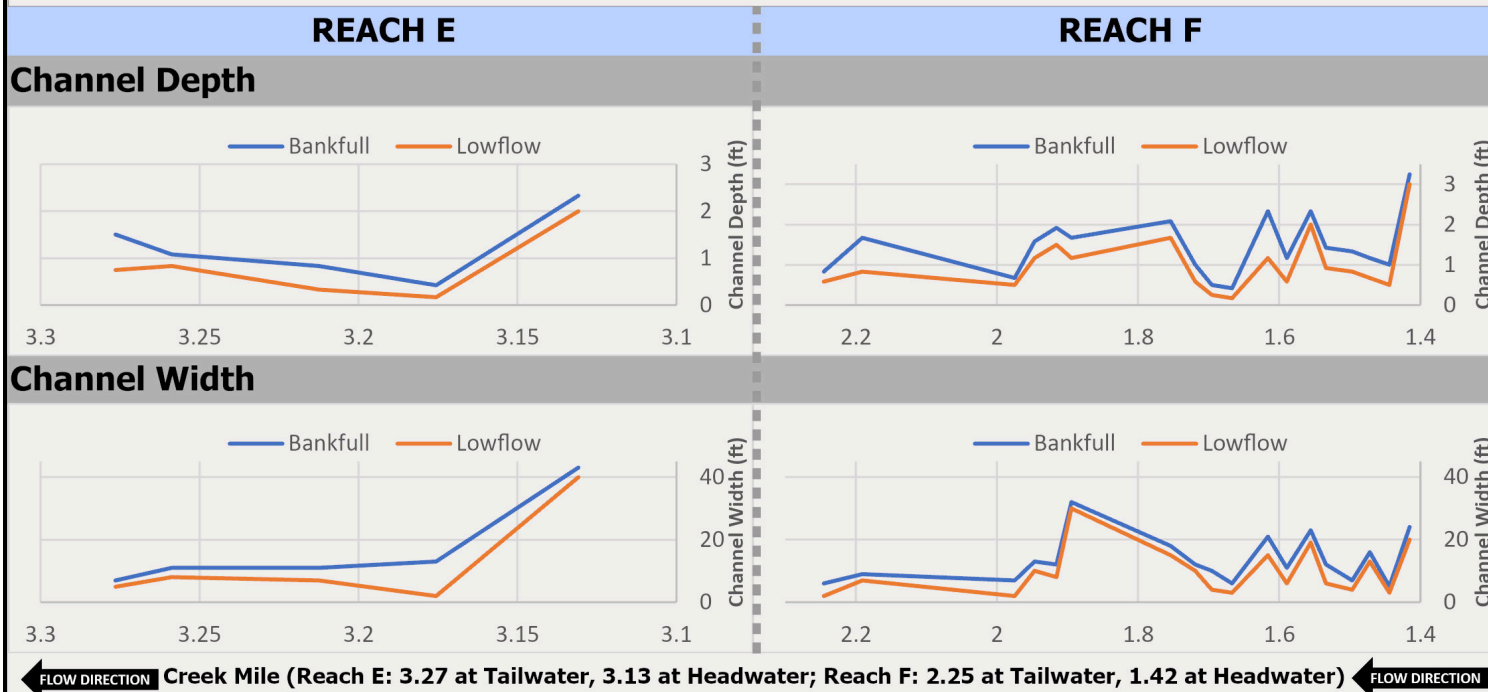 REACH E
REACH F
Channel Depth
Bankfull Lowflow
3
2
1
0
Channel Depth (ft)
3.3 3.25 3.2 3.15 3.1
Bankfull Lowflow
3
2
1
0
Channel Depth (ft)
2.2 2 1.8 1.6 1.4
Channel Width
Bankfull Lowflow
40
20
0
Channel Width (ft)
3.3 3.25 3.2 3.15 3.1
Bankfull Lowflow
40
20
0
Channel Width (ft)
2.2 2 1.8 1.6 1.4
FLOW DIRECTION Creek Mile (Reach E: 3.27 at Tailwater, 3.13 at Headwater; Reach F: 2.25 at Tailwater, 1.42 at Headwater) FLOW DIRECTION